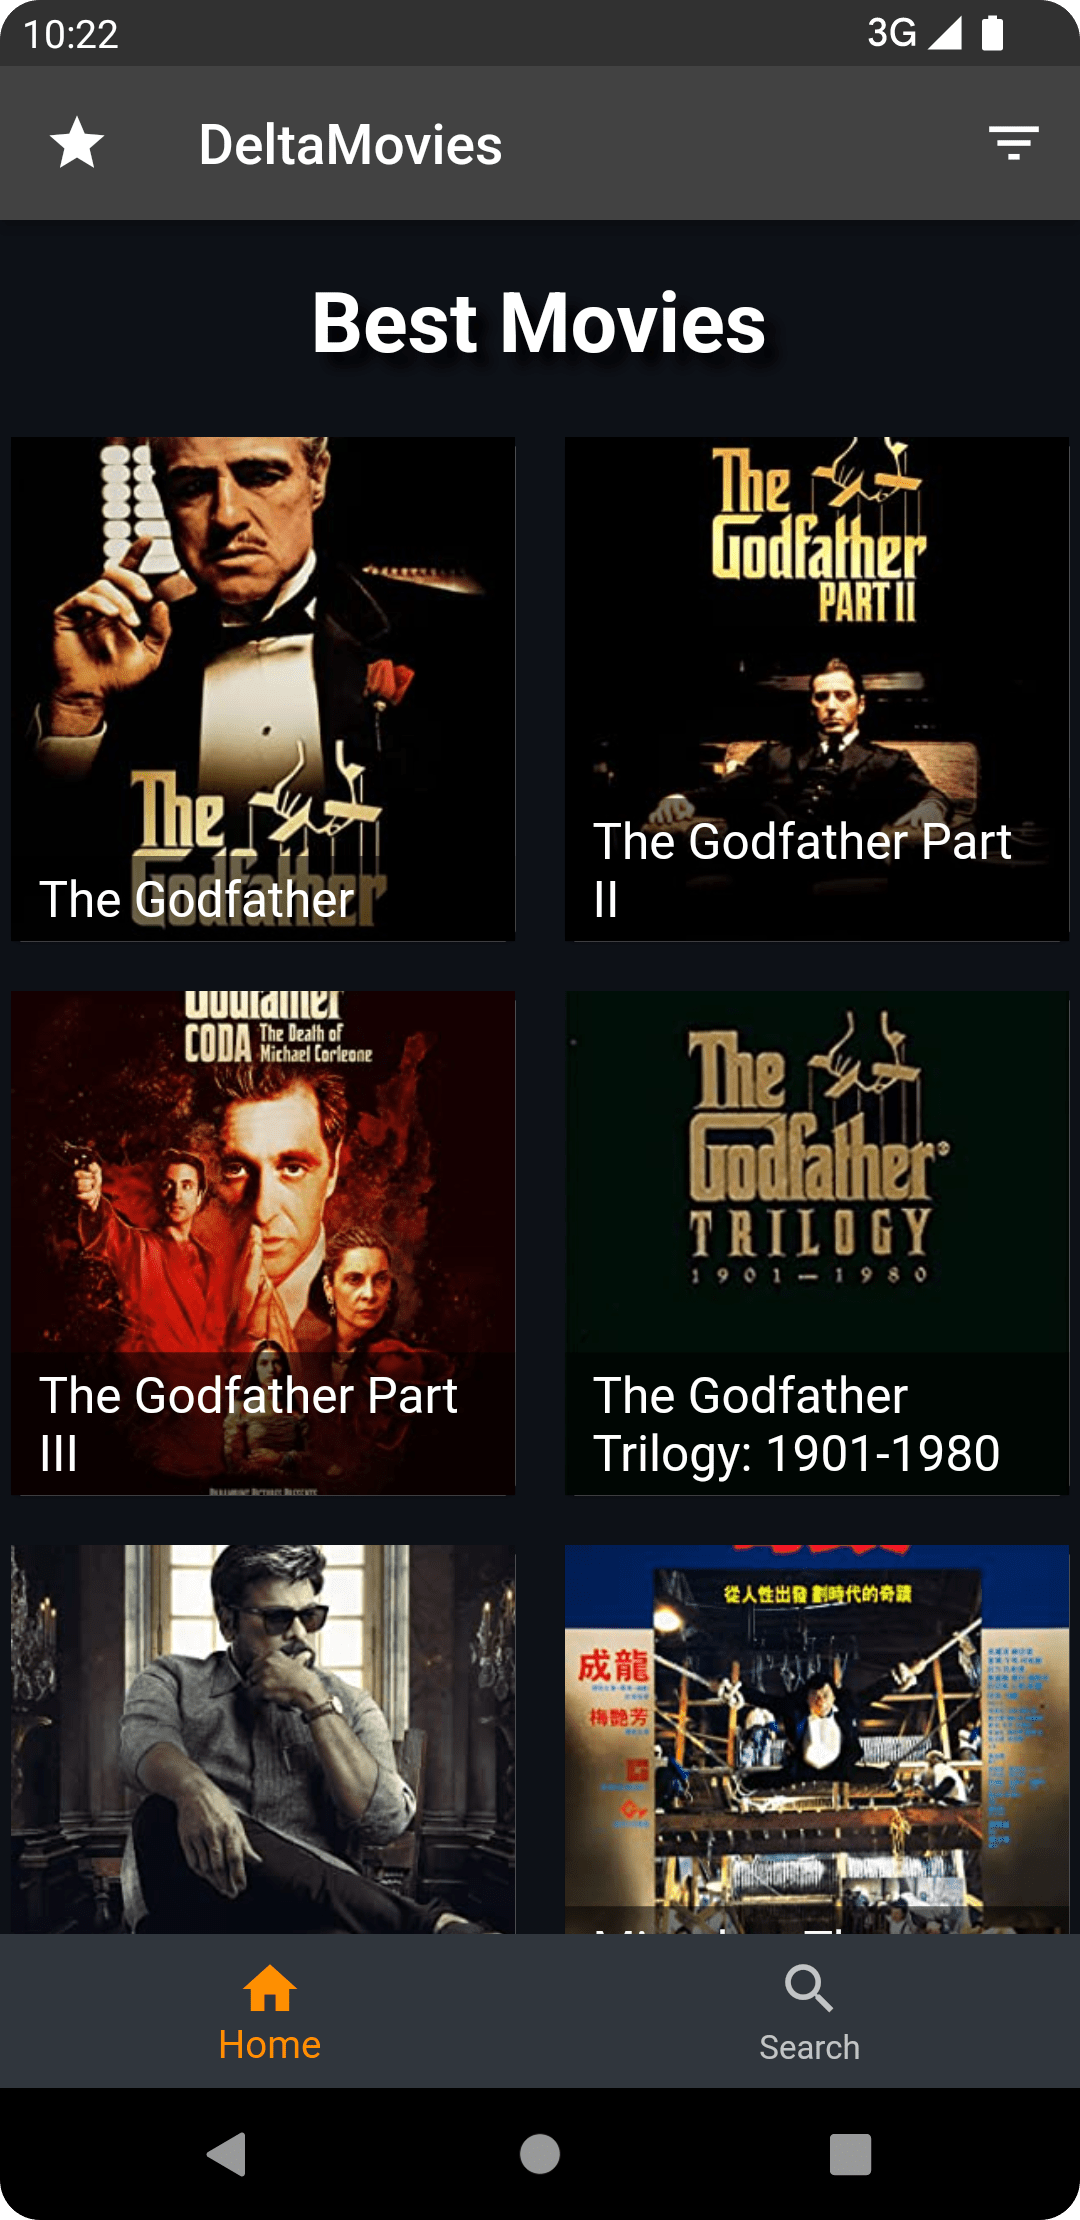 10:22
3G
DeltaMovies
Best Movies
The
Godfather
The Godfather
The
Godfather
PART II
The Godfather Part
II
Godfather
CODA The Death of
Michael Corleone
The Godfather Part
III
PARAMOUNT PICTURES PRESENTS
The
Godfather®
TRILOGY
1901—1980
The Godfather
Trilogy: 1901-1980
從人性出發 劃時代的奇蹟
成龍
梅艷芳
Home
Search